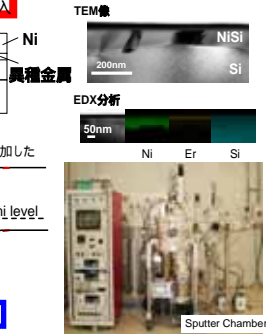 入
TEM像
Ni
NiSi
異種金属
Si
200nm
EDX分析
50nm
Ni Er Si
加した
ni level
Sputter Chamber